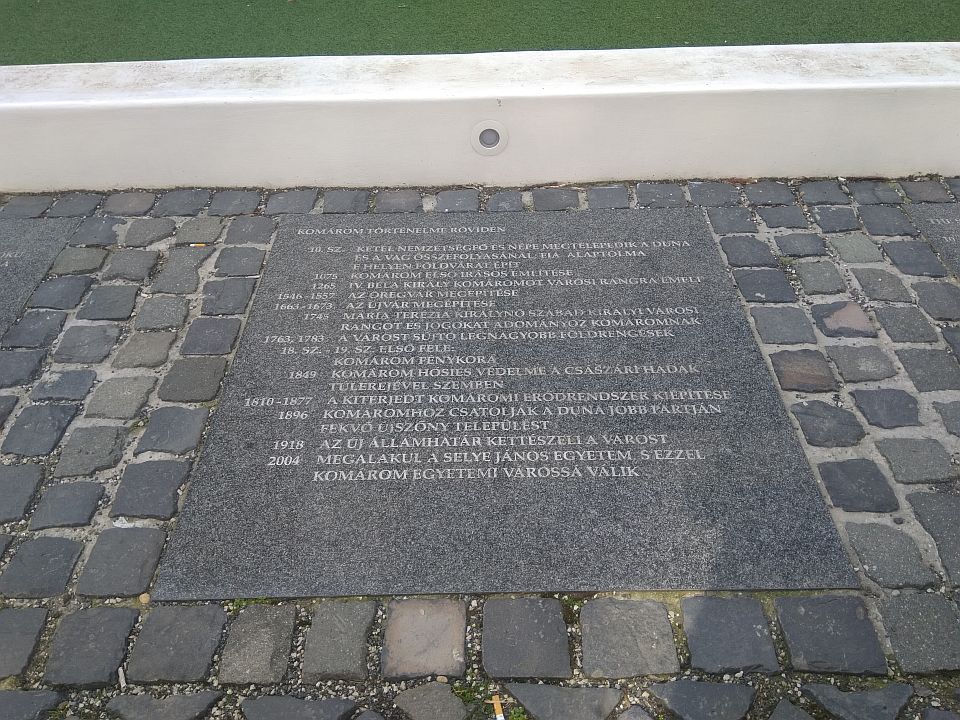 KOMÁROM TÖRTÉNELME RÖVIDEN
10. SZ. KETEL NEMZETSÉGFŐ ÉS NÉPE MEGTELEPEDIK A DUNA
ÉS A VÁG ÖSSZEFOLYÁSÁNÁL. FIA ALAPTOLMA
E HELYEN FÖLDVÁRAT ÉPÍT
1075 KOMÁROM ELSŐ ÍRÁSOS EMLÍTÉSE
1265 IV. BÉLA KIRÁLY KOMÁROMOT VÁROSI RANGRA EMELI
1546 -1557 AZ ÖREGVÁR MEGÉPÍTÉSE
1663 -1673 AZ ÚJVÁR MEGÉPÍTÉSE
1745 MÁRIA TERÉZIA KIRÁLYNŐ SZABAD KIRÁLYI VÁROSI
RANGOT ÉS JOGOKAT ADOMÁNYOZ KOMÁROMNAK
1763, 1783 A VÁROST SÚJTÓ LEGNAGYOBB FÖLDRENGÉSEK
18. SZ. - 19. SZ. ELSŐ FELE
KOMÁROM FÉNYKORA
1849 KOMÁROM HŐSIES VÉDELME A CSÁSZÁRI HADAK
TÚLEREJÉVEL SZEMBEN
1810 -1877 A KITERJEDT KOMÁROMI ERŐDRENDSZER KIÉPÍTÉSE
1896 KOMÁROMHOZ CSATOLJÁK A DUNA JOBB PARTJÁN
FEKVŐ ÚJSZŐNY TELEPÜLÉST
1918 AZ ÚJ ÁLLAMHATÁR KETTÉSZELI A VÁROST
2004 MEGALAKUL A SELYE JÁNOS EGYETEM, S EZZEL
KOMÁROM EGYETEMI VÁROSSÁ VÁLIK